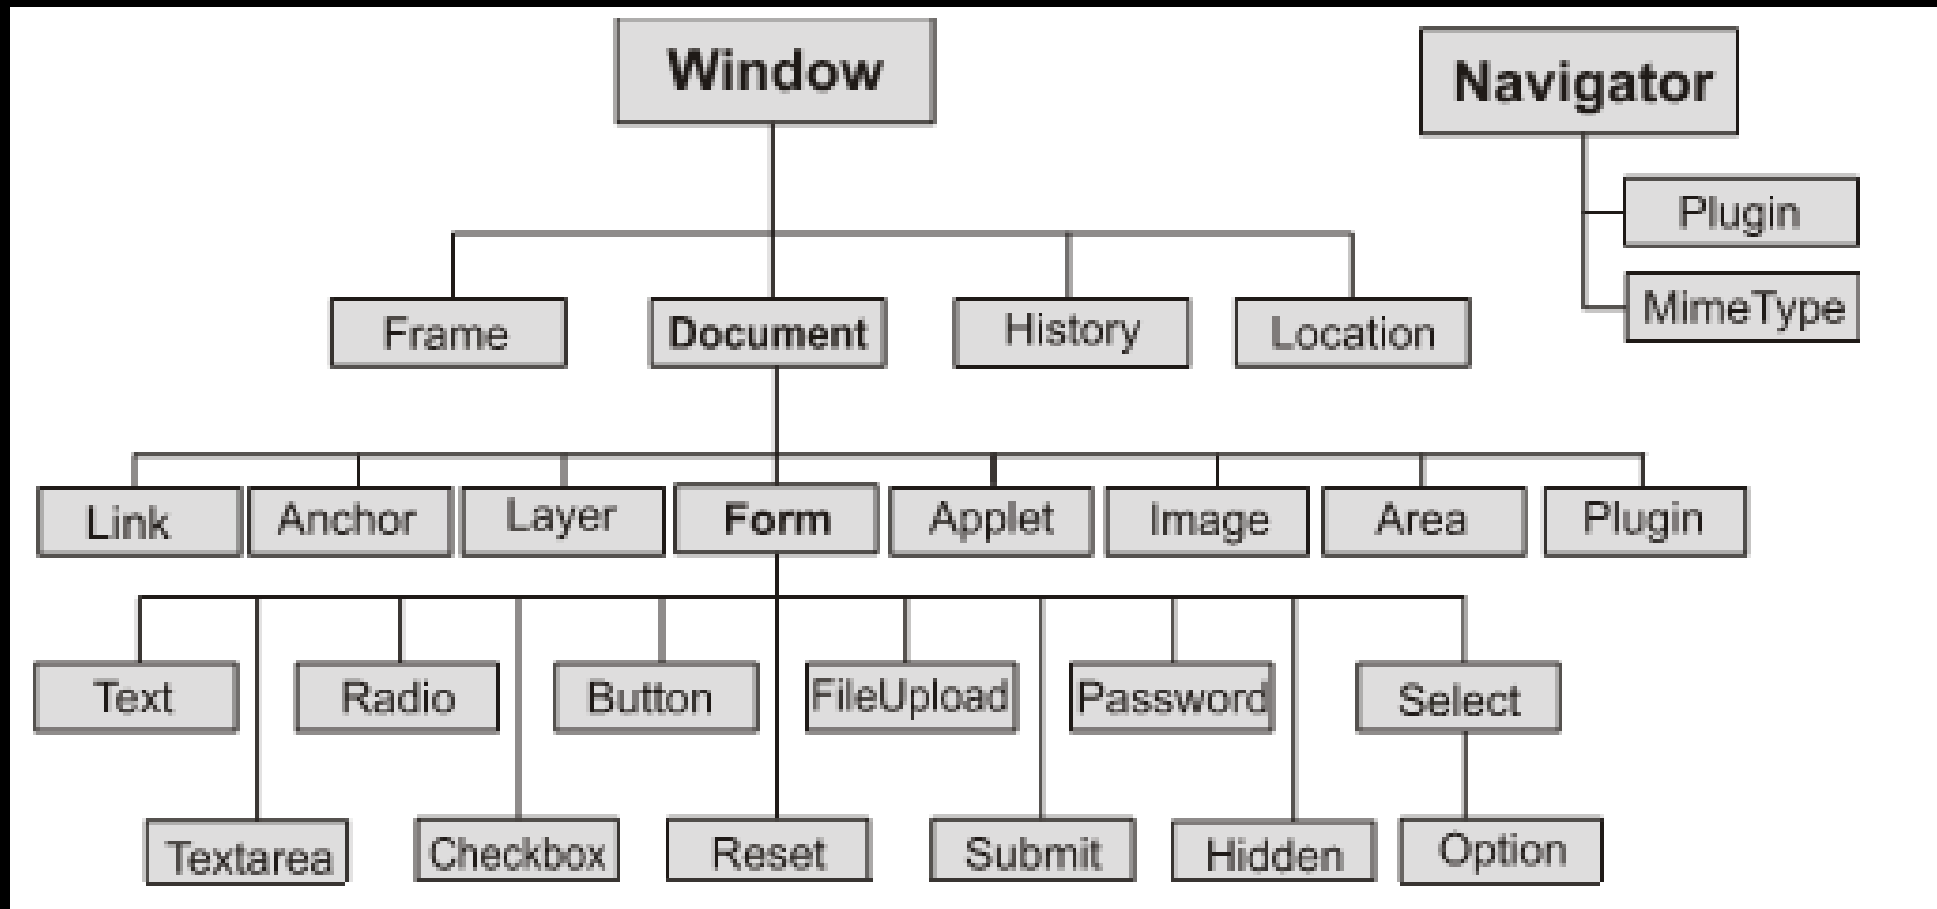 Window
Navigator
Plugin
MimeType
Frame
Document
History
Location
Link
Anchor
Layer
Form
Applet
Image
Area
Plugin
Text
Radio
Button
FileUpload
Password
Select
Textarea
Checkbox
Reset
Submit
Hidden
Option